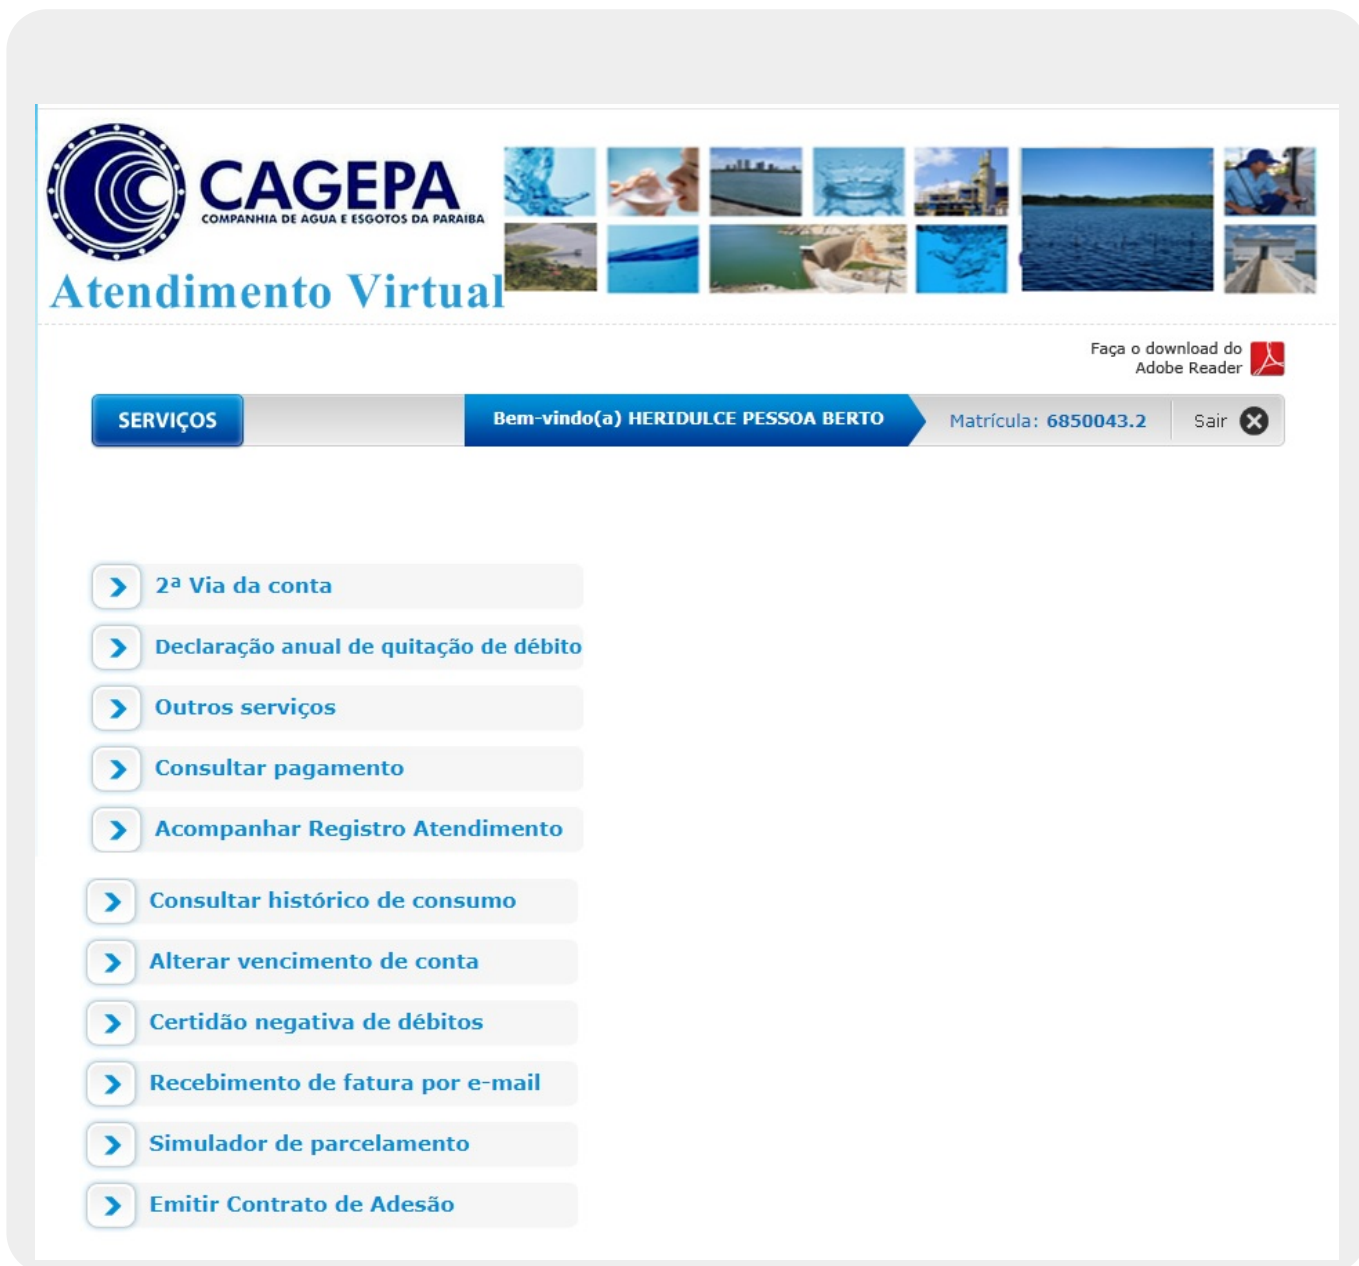 CAGEPA
COMPANHIA DE AGUA E ESGOTOS DA PARAIBA
Atendimento Virtual
Faça o download do
Adobe Reader
SERVIÇOS
Bem-vindo(a) HERIDULCE PESSOA BERTO
Matrícula: 6850043.2
Sair
2ª Via da conta
Declaração anual de quitação de débito
Outros serviços
Consultar pagamento
Acompanhar Registro Atendimento
Consultar histórico de consumo
Alterar vencimento de conta
Certidão negativa de débitos
Recebimento de fatura por e-mail
Simulador de parcelamento
Emitir Contrato de Adesão